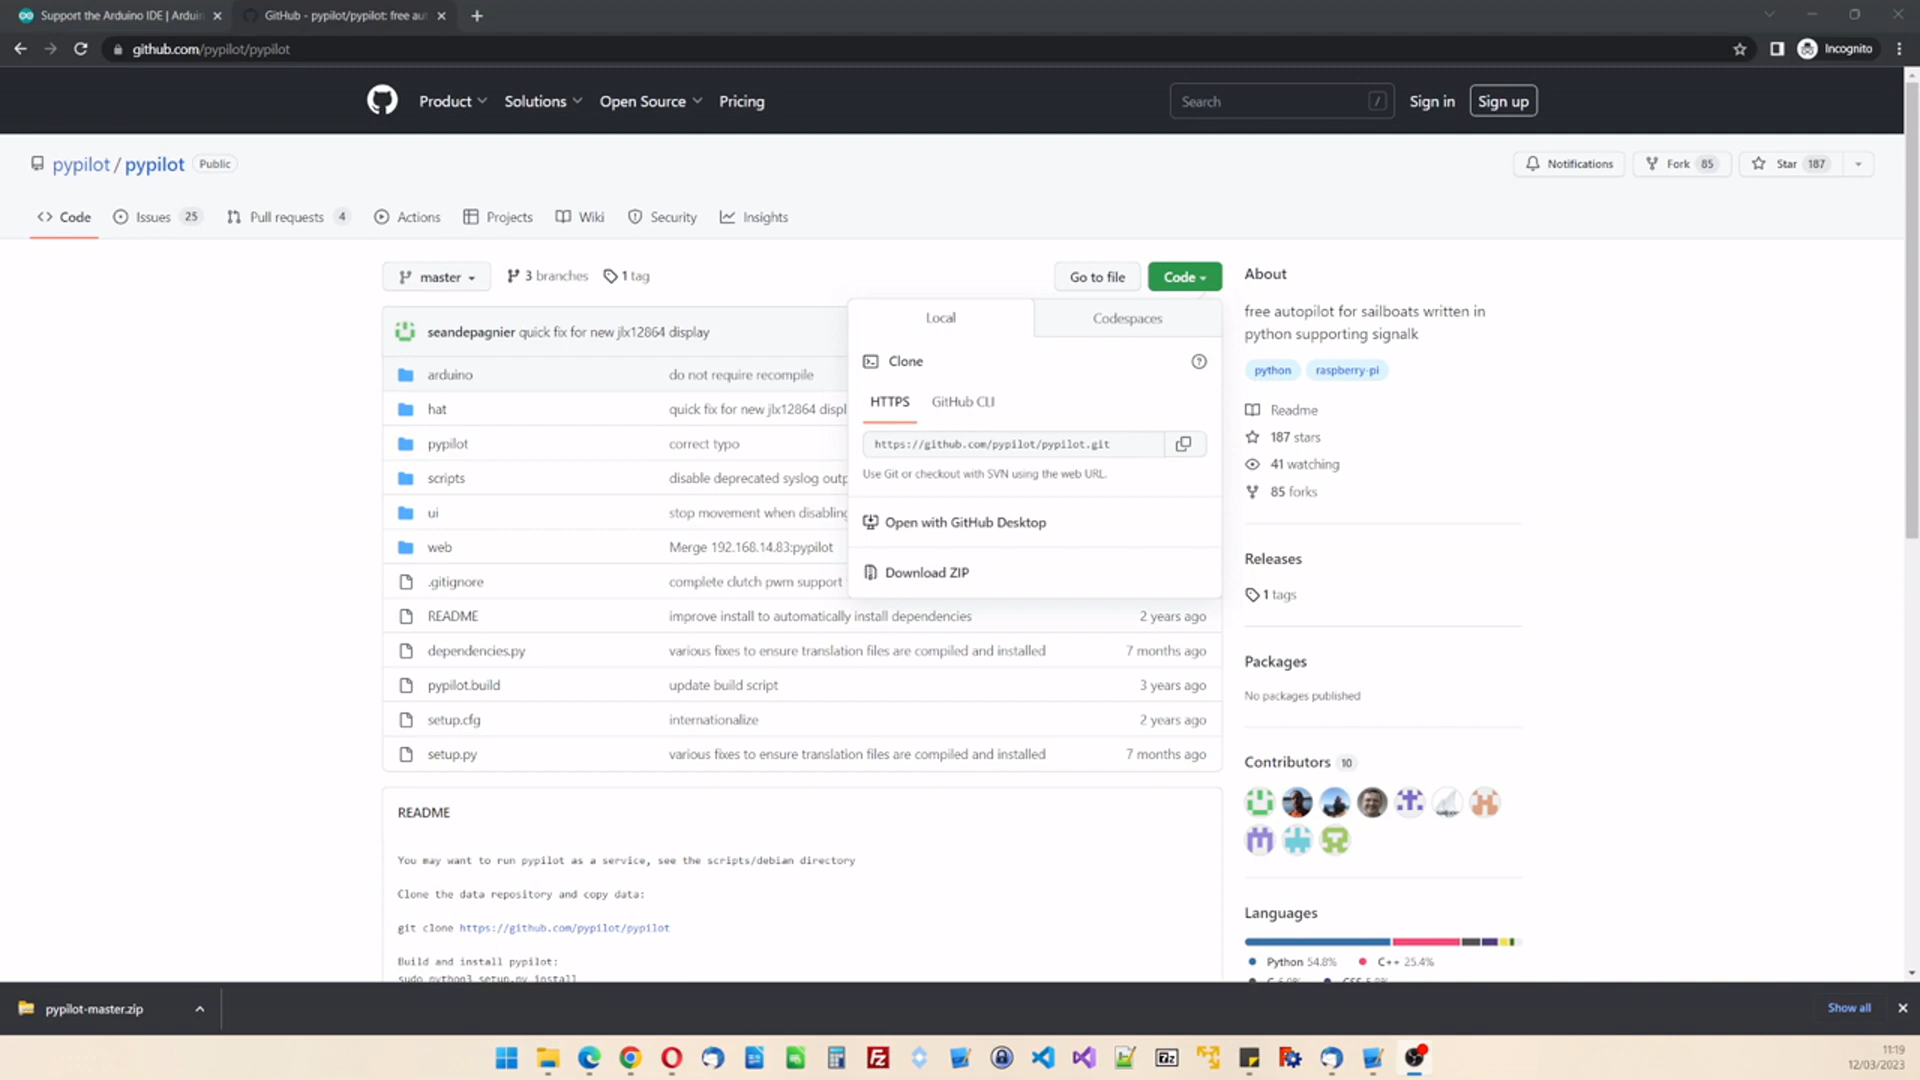 Support the Arduino IDE | Arduin
GitHub - pypilot/pypilot: free aut
github.com/pypilot/pypilot
Incognito
Product
Solutions
Open Source
Pricing
Search
/
Sign in
Sign up
pypilot / pypilot
Public
Notifications
Fork 85
Star 187
Code
Issues 25
Pull requests 4
Actions
Projects
Wiki
Security
Insights
master
3 branches
1 tag
Go to file
Code
seandepagnier quick fix for new jlx12864 display
arduino do not require recompile
hat quick fix for new jlx12864 displ
pypilot correct typo
scripts disable deprecated syslog outp
ui stop movement when disabling
web Merge 192.168.14.83:pypilot
.gitignore complete clutch pwm support
README improve install to automatically install dependencies 2 years ago
dependencies.py various fixes to ensure translation files are compiled and installed 7 months ago
pypilot.build update build script 3 years ago
setup.cfg internationalize 2 years ago
setup.py various fixes to ensure translation files are compiled and installed 7 months ago
Local
Codespaces
Clone
HTTPS
GitHub CLI
https://github.com/pypilot/pypilot.git
Use Git or checkout with SVN using the web URL.
Open with GitHub Desktop
Download ZIP
README
You may want to run pypilot as a service, see the scripts/debian directory
Clone the data repository and copy data:
git clone https://github.com/pypilot/pypilot
Build and install pypilot:
sudo python3 setup.py install
About
free autopilot for sailboats written in
python supporting signalk
python
raspberry-pi
Readme
187 stars
41 watching
85 forks
Releases
1 tags
Packages
No packages published
Contributors 10
Languages
Python 54.8%
C++ 25.4%
pypilot-master.zip
Show all
FZ
7z
11:19
12/03/2023